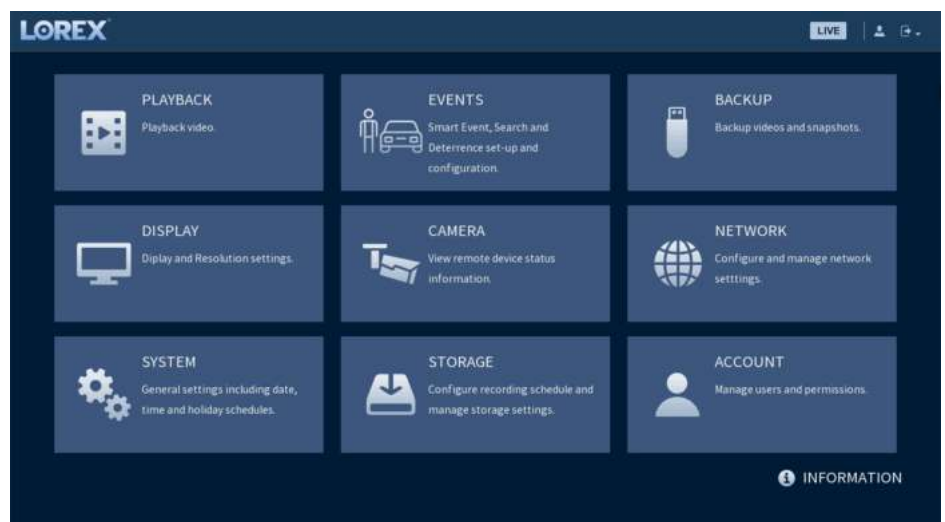 LOREX
LIVE
PLAYBACK
Playback video.
EVENTS
Smart Event, Search and
Deterrence set-up and
configuration.
BACKUP
Backup videos and snapshots.
DISPLAY
Diplay and Resolution settings.
CAMERA
View remote device status
information.
NETWORK
Configure and manage network
setttings.
SYSTEM
General settings including date,
time and holiday schedules.
STORAGE
Configure recording schedule and
manage storage settings.
ACCOUNT
Manage users and permissions.
INFORMATION